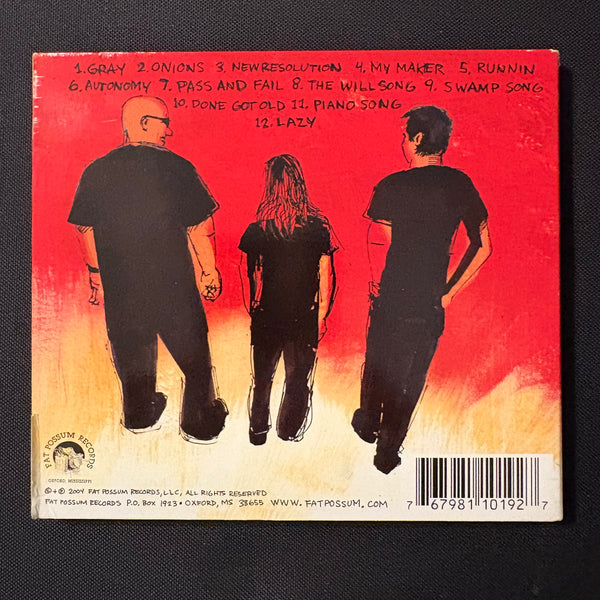 1. GRAY 2. ONIONS 3. NEWRESOLUTION 4. MY MAKER 5. RUNNIN
6. AUTONOMY 7. PASS AND FAIL 8. THE WILL SONG 9. SWAMP SONG
10. DONE GOT OLD 11. PIANO SONG
12. LAZY
FAT POSSUM RECORDS
OXFORD, MISSISSIPPI
©+℗ 2004 FAT POSSUM RECORDS, LLC, ALL RIGHTS RESERVED
FAT POSSUM RECORDS P.O. BOX 1923 • OXFORD, MS 38655 WWW.FATPOSSUM.COM
7 67981 10192 7